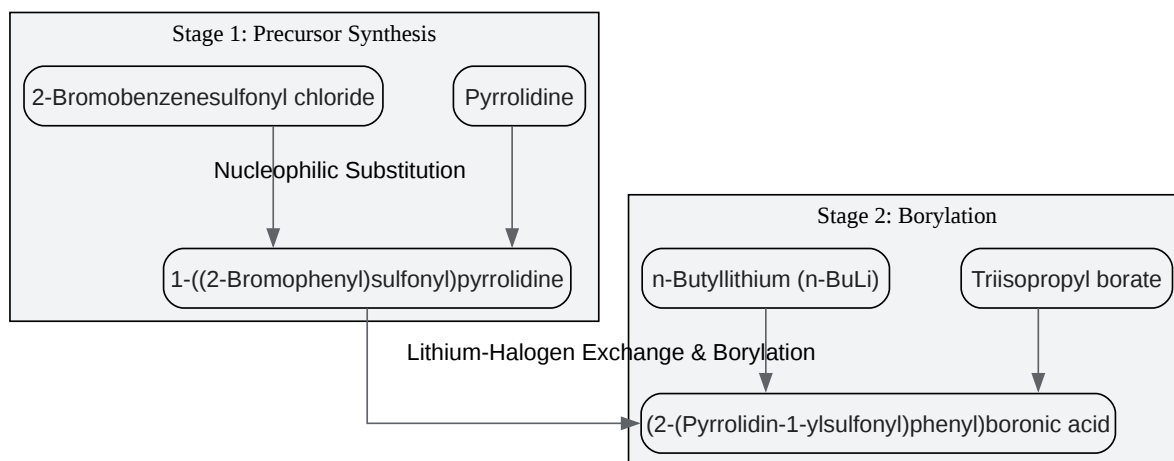 Stage 1: Precursor Synthesis
2-Bromobenzenesulfonyl chloride
Pyrrolidine
Nucleophilic Substitution
1-((2-Bromophenyl)sulfonyl)pyrrolidine
Stage 2: Borylation
n-Butyllithium (n-BuLi)
Triisopropyl borate
Lithium-Halogen Exchange & Borylation
(2-(Pyrrolidin-1-ylsulfonyl)phenyl)boronic acid